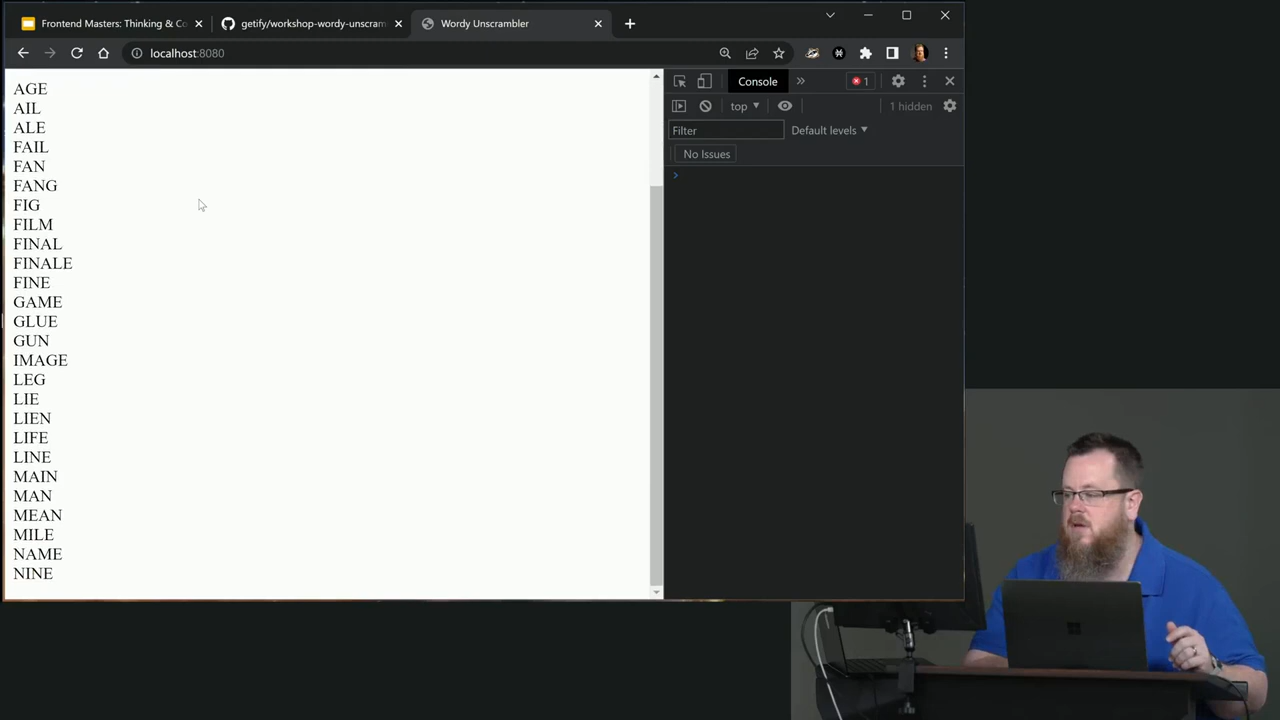 Frontend Masters: Thinking & Co
getify/workshop-wordy-unscram
Wordy Unscrambler
localhost:8080
AGE
AIL
ALE
FAIL
FAN
FANG
FIG
FILM
FINAL
FINALE
FINE
GAME
GLUE
GUN
IMAGE
LEG
LIE
LIEN
LIFE
LINE
MAIN
MAN
MEAN
MILE
NAME
NINE
Console
1
top
1 hidden
Filter
Default levels
No Issues